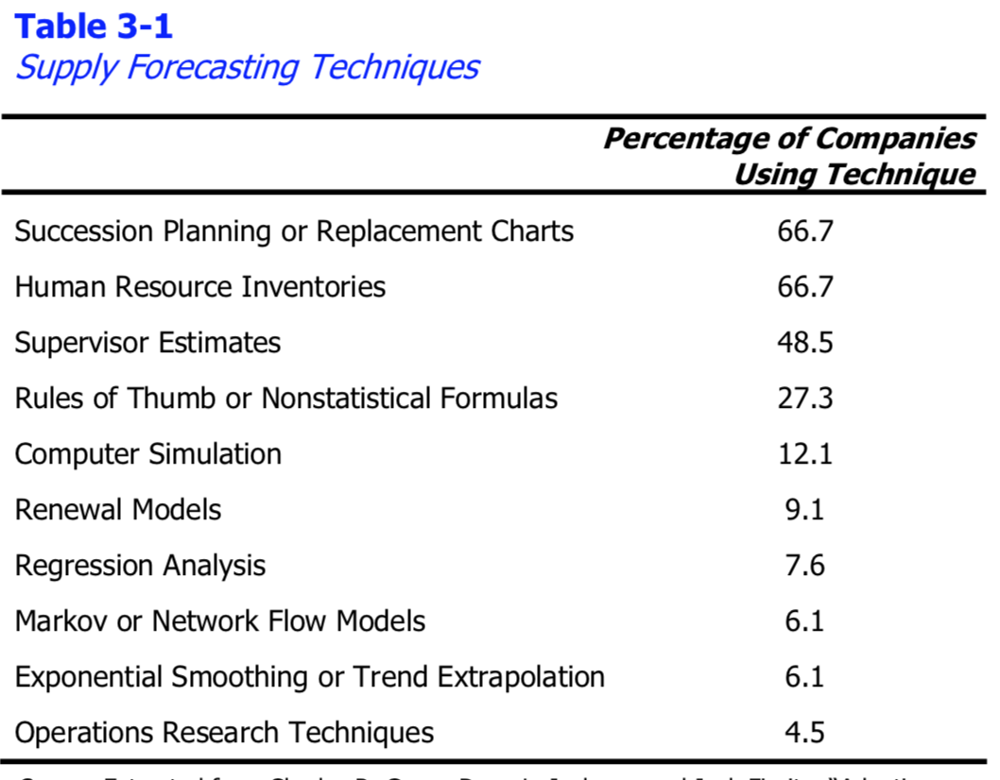 Table 3-1
Supply Forecasting Techniques
Percentage of Companies
Using Technique
Succession Planning or Replacement Charts 66.7
Human Resource Inventories 66.7
Supervisor Estimates 48.5
Rules of Thumb or Nonstatistical Formulas 27.3
Computer Simulation 12.1
Renewal Models 9.1
Regression Analysis 7.6
Markov or Network Flow Models 6.1
Exponential Smoothing or Trend Extrapolation 6.1
Operations Research Techniques 4.5